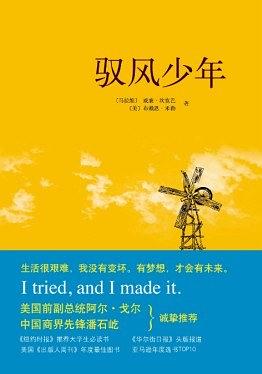 驭风少年
〔马拉维〕 威廉·坎宽巴
〔美〕布赖恩·米勒 著
生活很艰难，我没有变坏。有梦想，才会有未来。
I tried, and I made it.
美国前副总统阿尔·戈尔
中国商界先锋潘石屹
诚挚推荐
《纽约时报》推荐大学生必读书 《华尔街日报》头版报道
美国《出版人周刊》年度最佳图书 亚马逊年度选书TOP10